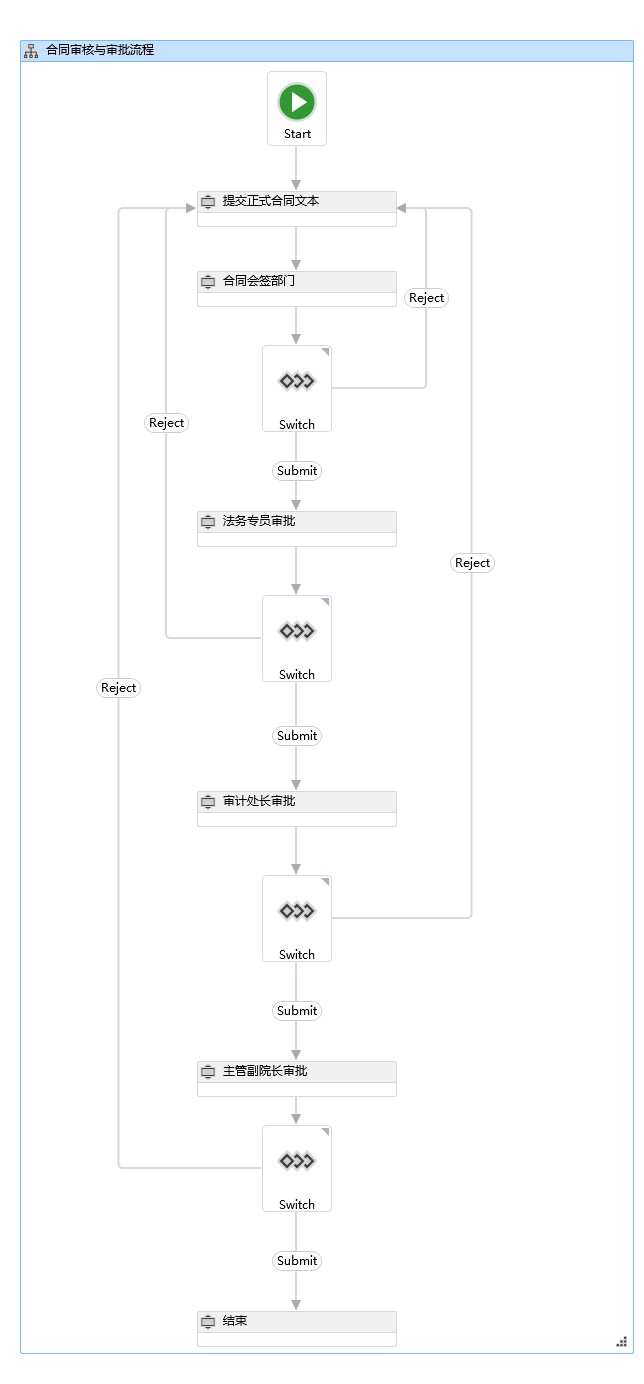 合同审核与审批流程
Start
提交正式合同文本
合同会签部门
Reject
Switch
Reject
Submit
法务专员审批
Reject
Switch
Reject
Submit
审计处长审批
Switch
Submit
主管副院长审批
Switch
Submit
结束